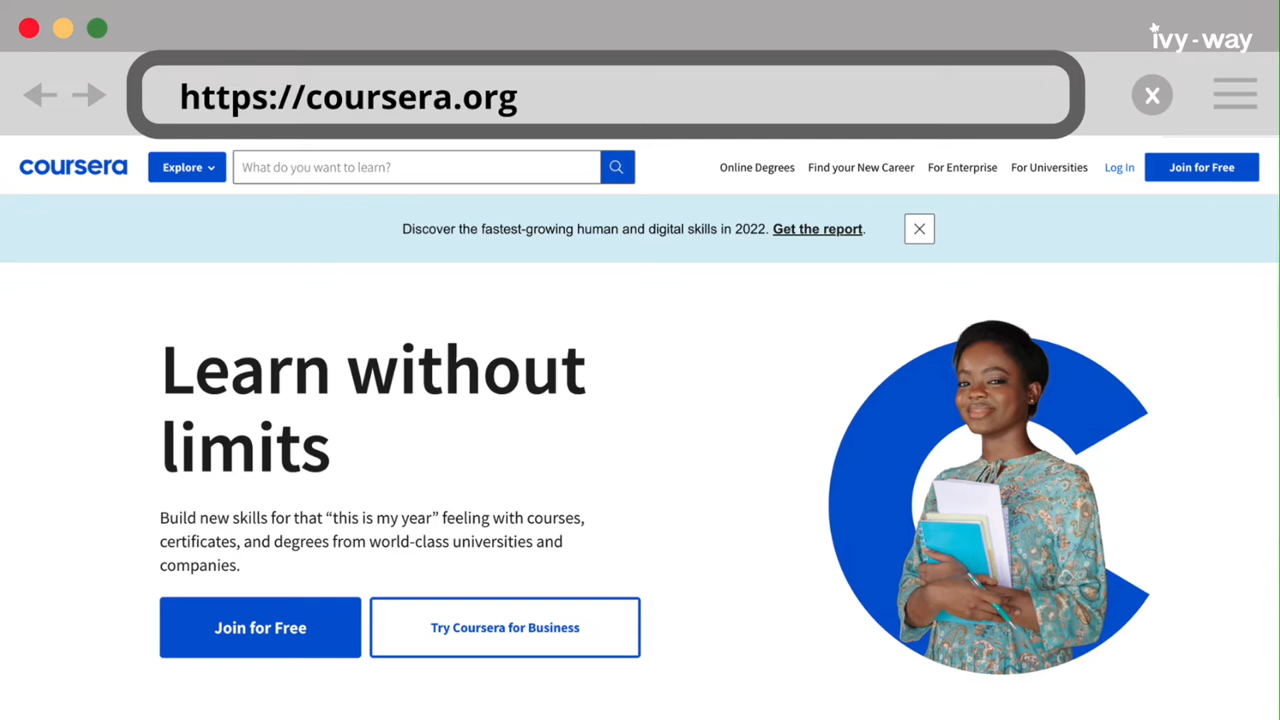 ivy-way
https://coursera.org
X
coursera
Explore
What do you want to learn?
Online Degrees
Find your New Career
For Enterprise
For Universities
Log In
Join for Free
Discover the fastest-growing human and digital skills in 2022. Get the report.
Learn without
limits
Build new skills for that “this is my year” feeling with courses,
certificates, and degrees from world-class universities and
companies.
Join for Free
Try Coursera for Business